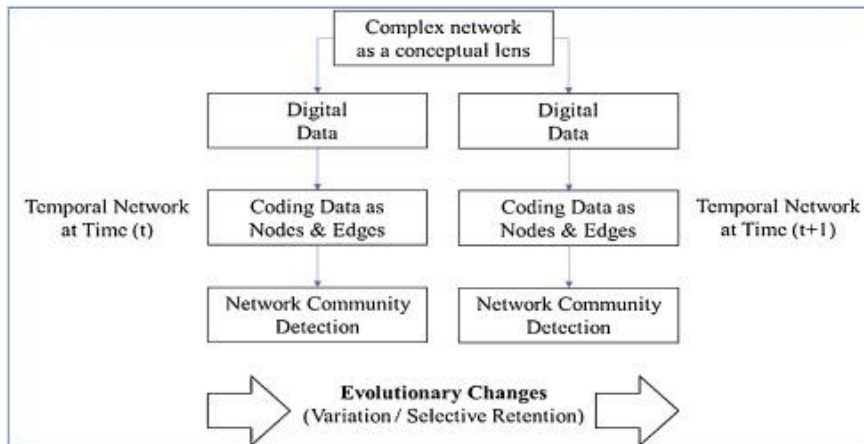 Complex network
as a conceptual lens
Digital
Data
Digital
Data
Temporal Network
at Time (t)
Coding Data as
Nodes & Edges
Coding Data as
Nodes & Edges
Temporal Network
at Time (t+1)
Network Community
Detection
Network Community
Detection
Evolutionary Changes
(Variation / Selective Retention)